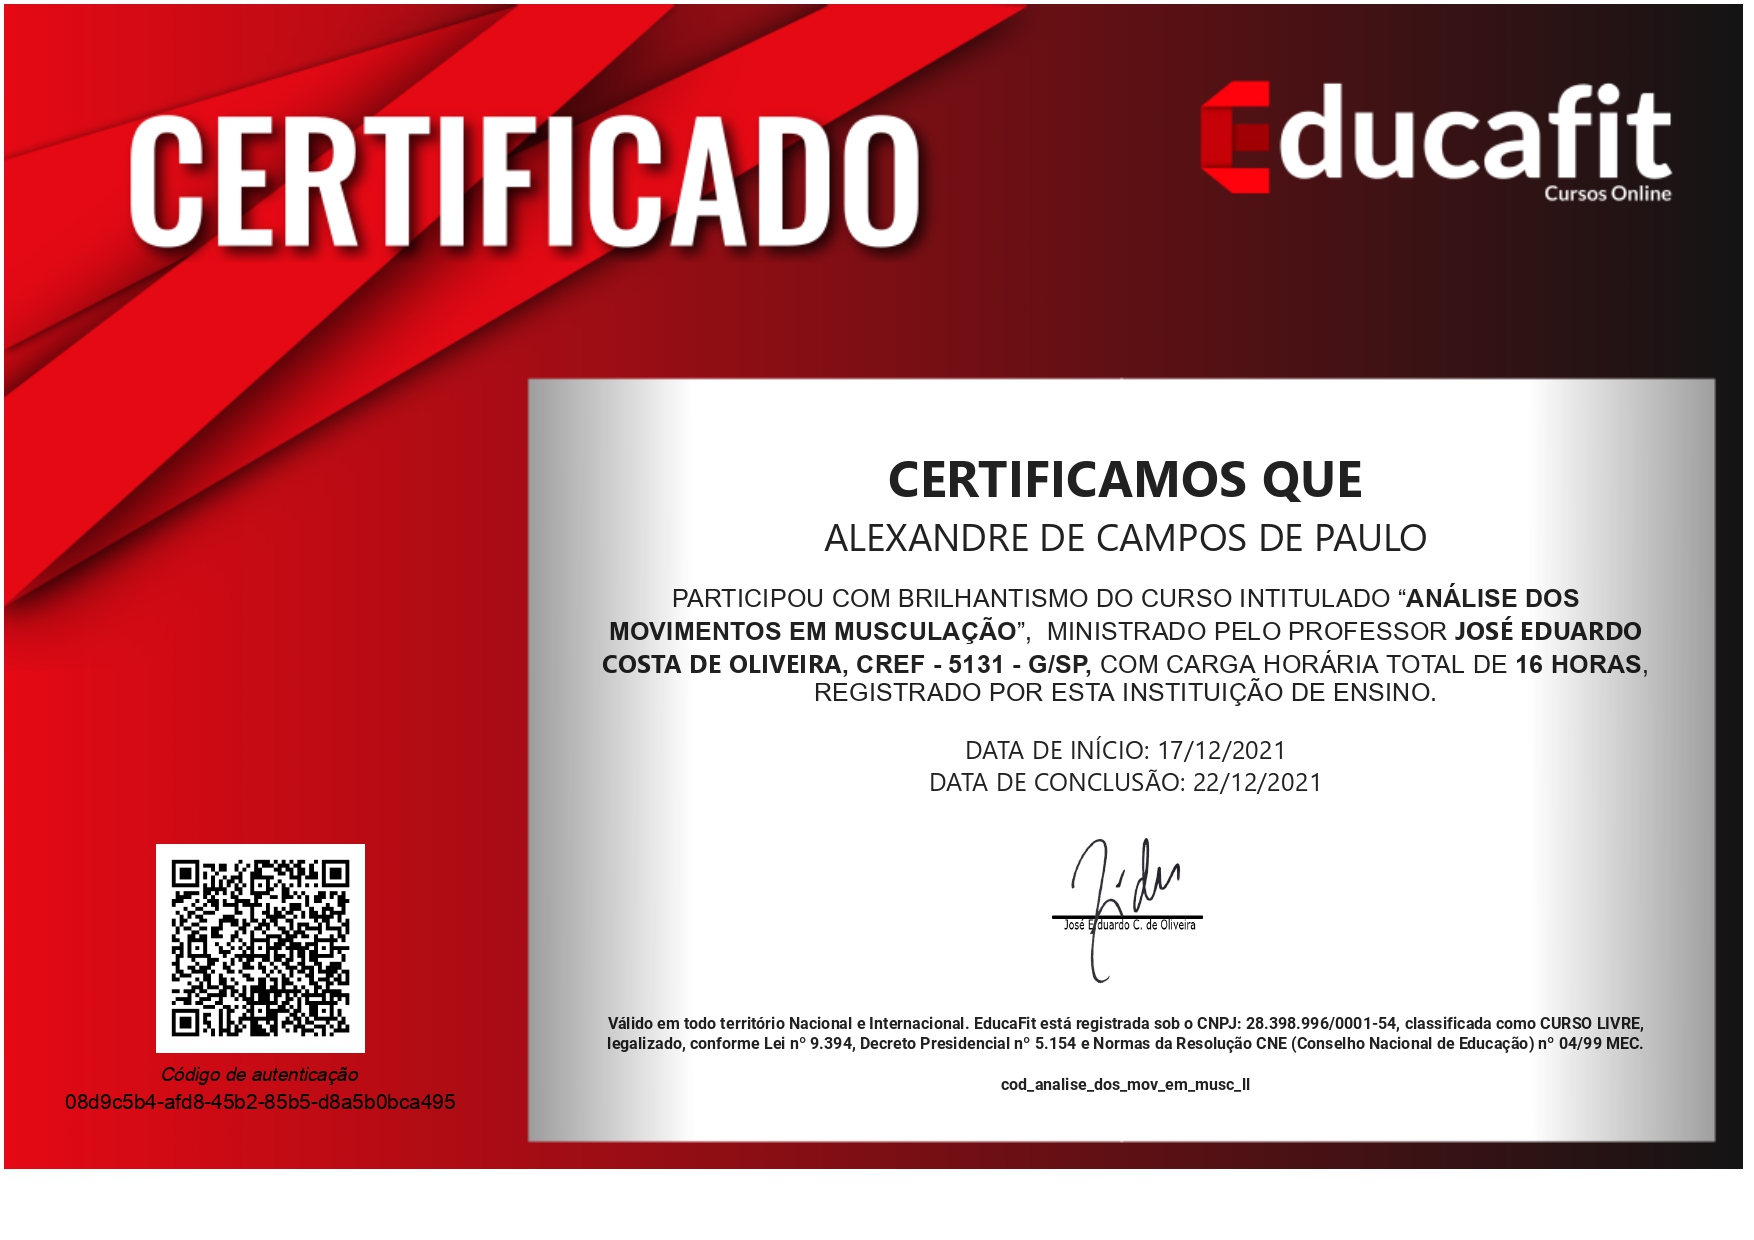 CERTIFICADO
Educafit
Cursos Online
CERTIFICAMOS QUE
ALEXANDRE DE CAMPOS DE PAULO
PARTICIPOU COM BRILHANTISMO DO CURSO INTITULADO “ANÁLISE DOS
MOVIMENTOS EM MUSCULAÇÃO”, MINISTRADO PELO PROFESSOR JOSÉ EDUARDO
COSTA DE OLIVEIRA, CREF - 5131 - G/SP, COM CARGA HORÁRIA TOTAL DE 16 HORAS,
REGISTRADO POR ESTA INSTITUIÇÃO DE ENSINO.
DATA DE INÍCIO: 17/12/2021
DATA DE CONCLUSÃO: 22/12/2021
José Eduardo C. de Oliveira
Válido em todo território Nacional e Internacional. EducaFit está registrada sob o CNPJ: 28.398.996/0001-54, classificada como CURSO LIVRE,
legalizado, conforme Lei nº 9.394, Decreto Presidencial nº 5.154 e Normas da Resolução CNE (Conselho Nacional de Educação) nº 04/99 MEC.
cod_analise_dos_mov_em_musc_II
Código de autenticação
08d9c5b4-afd8-45b2-85b5-d8a5b0bca495